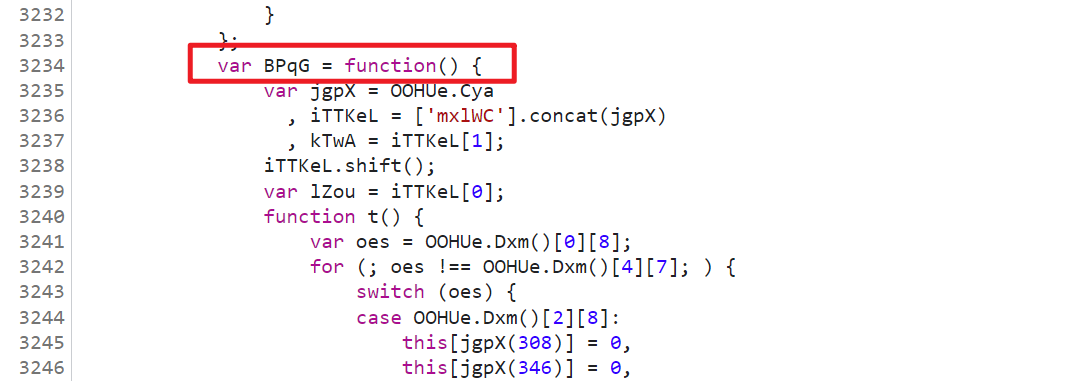 3232 }
3233 };
3234 var BPqG = function() {
3235 var jgpX = OOHUe.Cya
3236 , iTTKeL = ['mxlWC'].concat(jgpX)
3237 , kTwA = iTTKeL[1];
3238 iTTKeL.shift();
3239 var lZou = iTTKeL[0];
3240 function t() {
3241 var oes = OOHUe.Dxm()[0][8];
3242 for (; oes !== OOHUe.Dxm()[4][7]; ) {
3243 switch (oes) {
3244 case OOHUe.Dxm()[2][8]:
3245 this[jgpX(308)] = 0,
3246 this[jgpX(346)] = 0,